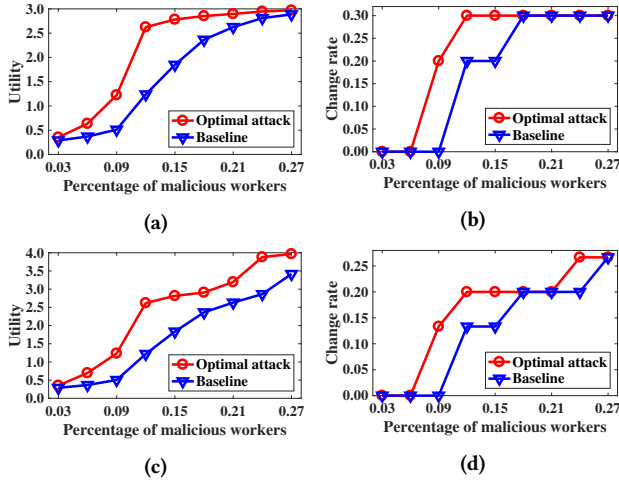 3.0
2.5
2.0
1.5
1.0
0.5
0.0
Utility
Optimal attack
Baseline
0.03 0.09 0.15 0.21 0.27
Percentage of malicious workers
(a)
0.30
0.25
0.20
0.15
0.10
0.05
0.00
Change rate
Optimal attack
Baseline
0.03 0.09 0.15 0.21 0.27
Percentage of malicious workers
(b)
4.0
3.5
3.0
2.5
2.0
1.5
1.0
0.5
0.0
Utility
Optimal attack
Baseline
0.03 0.09 0.15 0.21 0.27
Percentage of malicious workers
(c)
0.25
0.20
0.15
0.10
0.05
0.00
Change rate
Optimal attack
Baseline
0.03 0.09 0.15 0.21 0.27
Percentage of malicious workers
(d)